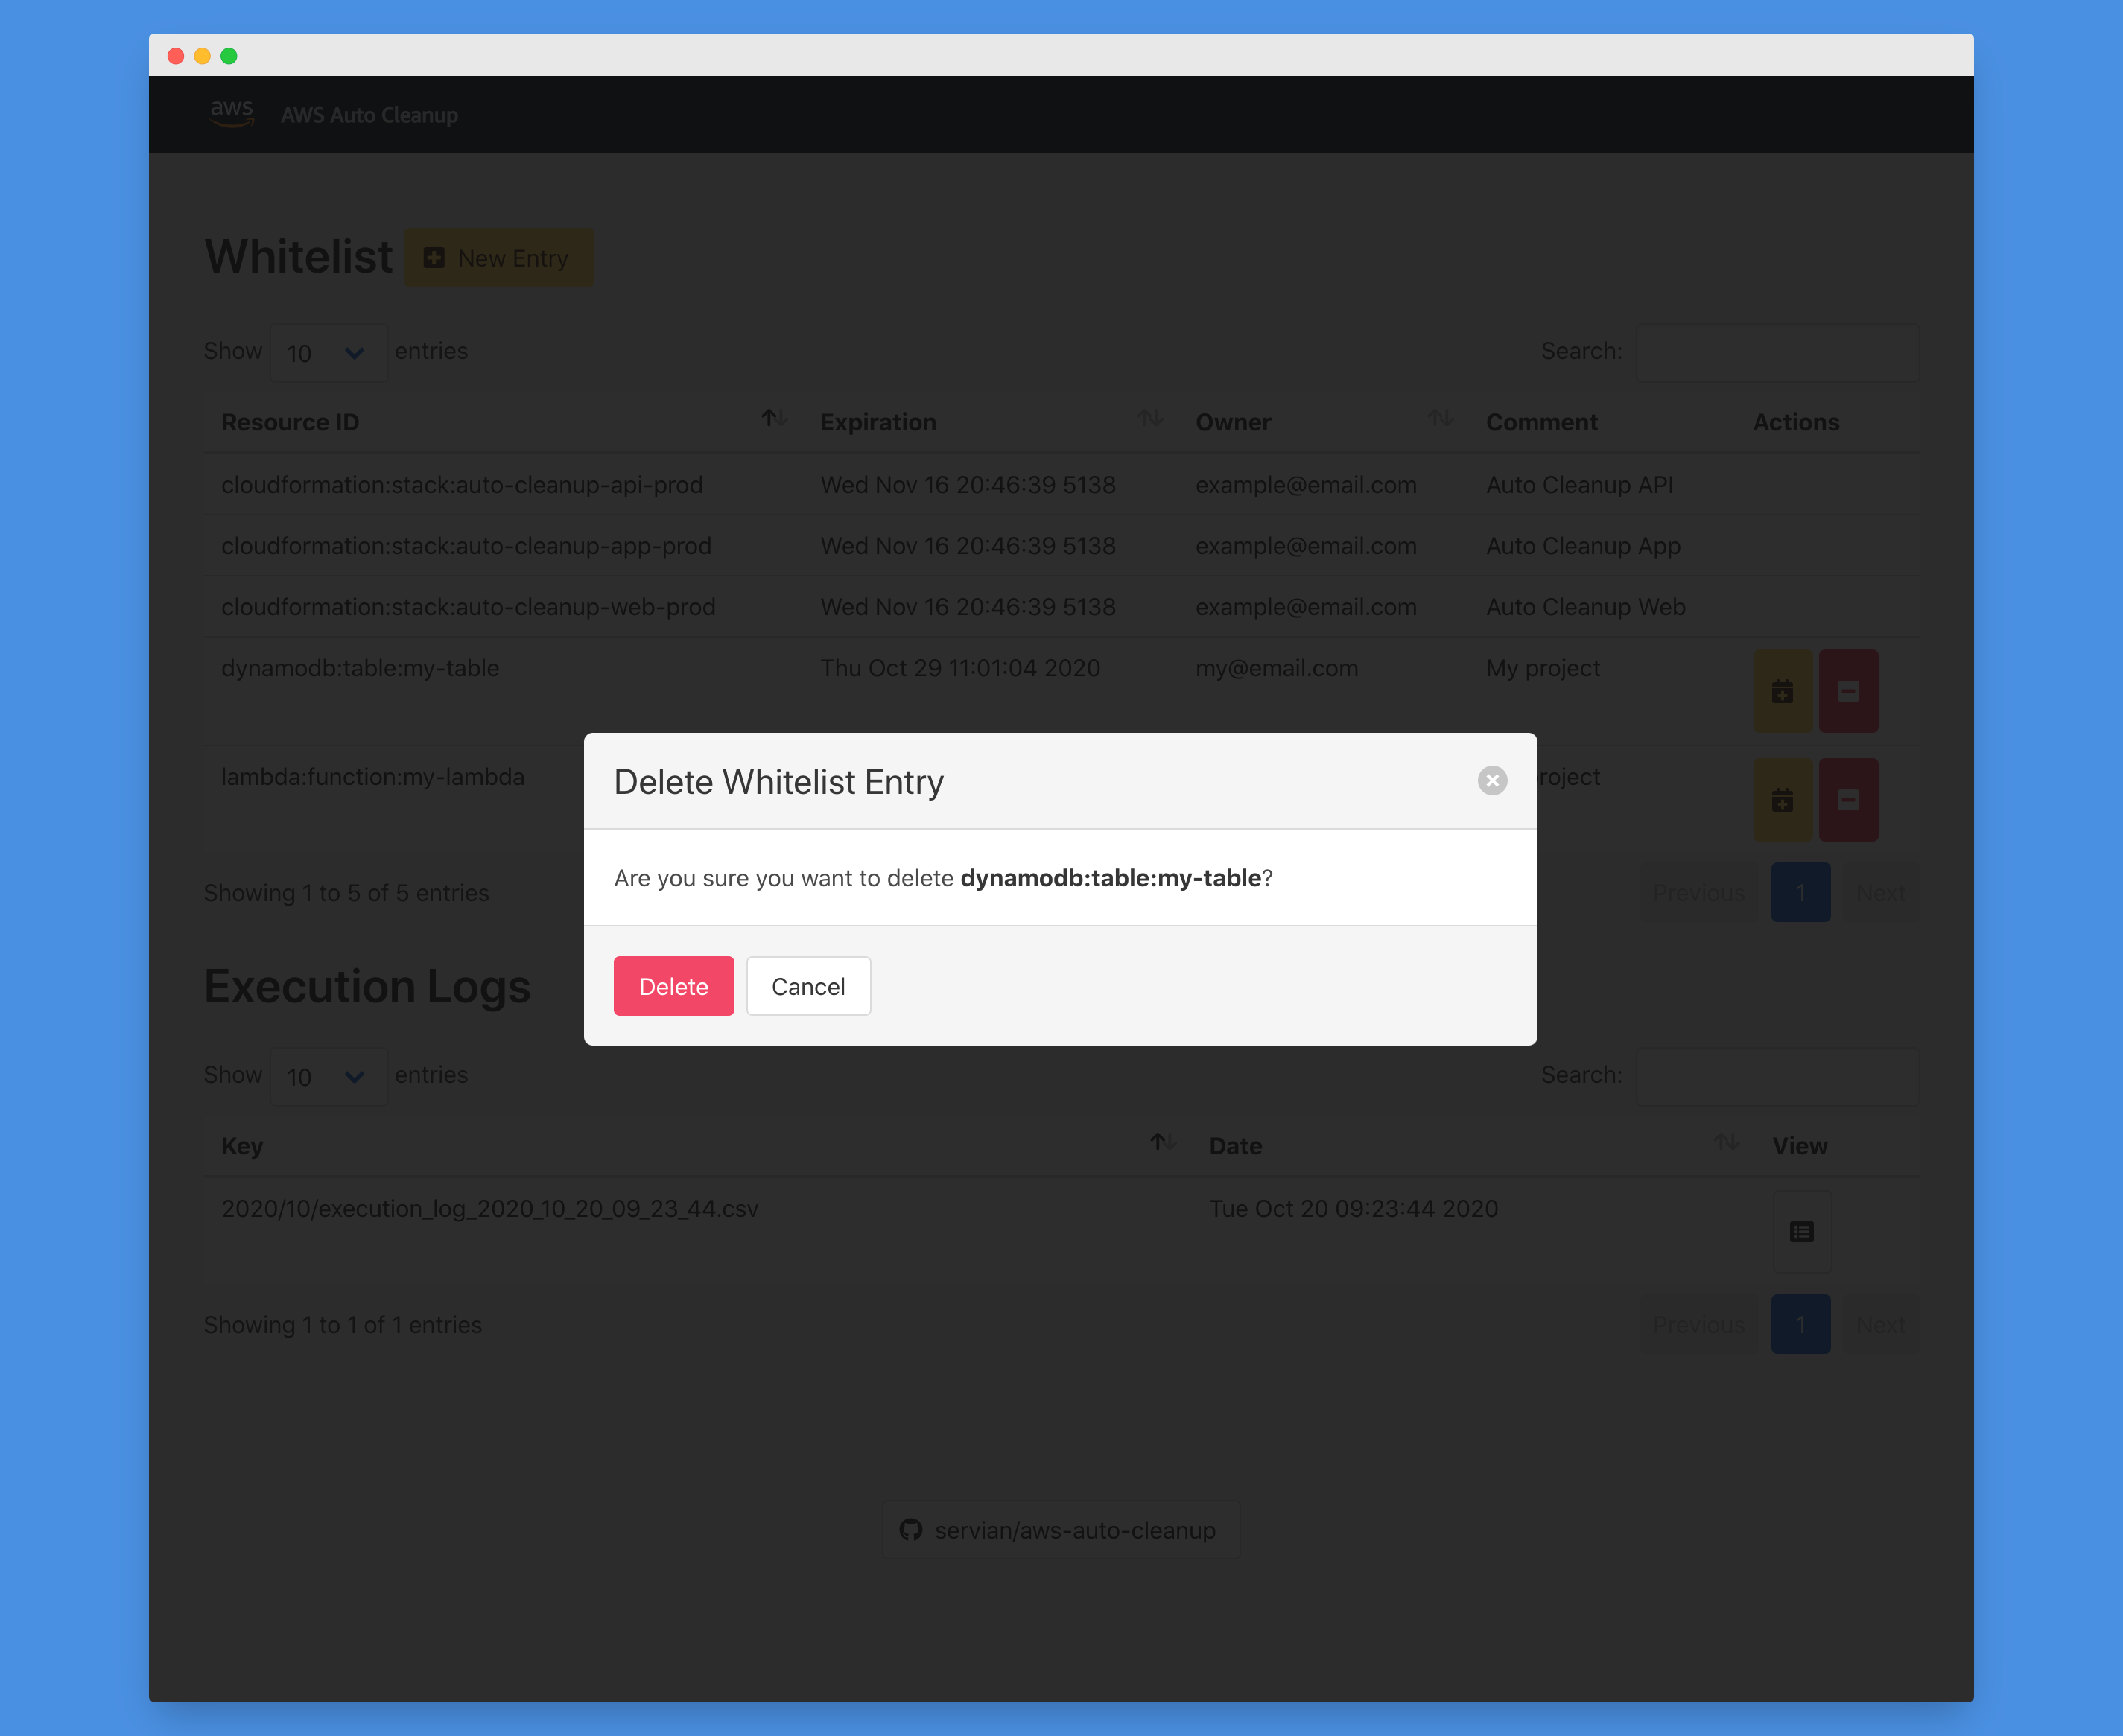 aws AWS Auto Cleanup
Whitelist New Entry
Show 10 entries Search:
Resource ID Expiration Owner Comment Actions
cloudformation:stack:auto-cleanup-api-prod Wed Nov 16 20:46:39 5138 example@email.com Auto Cleanup API
cloudformation:stack:auto-cleanup-app-prod Wed Nov 16 20:46:39 5138 example@email.com Auto Cleanup App
cloudformation:stack:auto-cleanup-web-prod Wed Nov 16 20:46:39 5138 example@email.com Auto Cleanup Web
dynamodb:table:my-table Thu Oct 29 11:01:04 2020 my@email.com My project
lambda:function:my-lambda roject
Delete Whitelist Entry
Are you sure you want to delete dynamodb:table:my-table?
Delete Cancel
Showing 1 to 5 of 5 entries Previous 1 Next
Execution Logs
Show 10 entries Search:
Key Date View
2020/10/execution_log_2020_10_20_09_23_44.csv Tue Oct 20 09:23:44 2020
Showing 1 to 1 of 1 entries Previous 1 Next
servian/aws-auto-cleanup